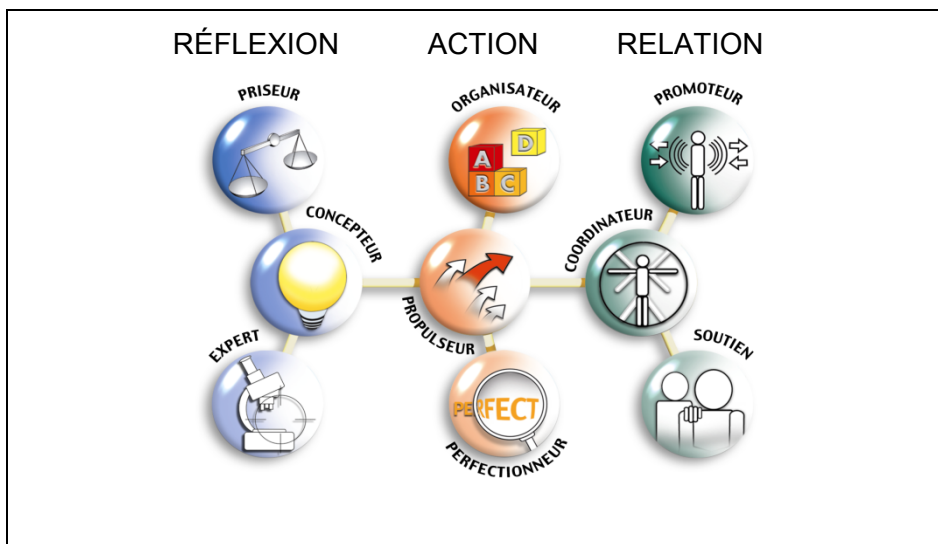 RÉFLEXION
ACTION
RELATION
PRISEUR
ORGANISATEUR
PROMOTEUR
A
D
B
C
CONCEPTEUR
COORDINATEUR
PROPULSEUR
EXPERT
SOUTIEN
PERFECT
PERFECTIONNEUR